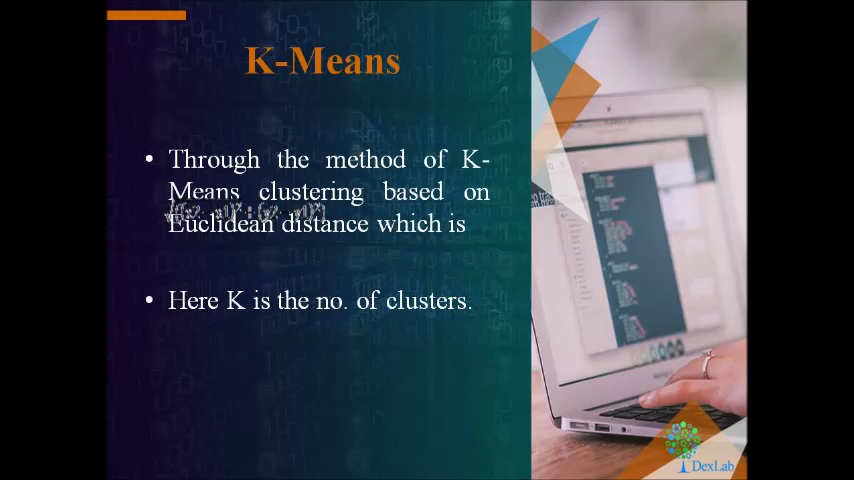 K-Means
• Through the method of K-
Means clustering based on
Euclidean distance which is
• Here K is the no. of clusters.
DexLab